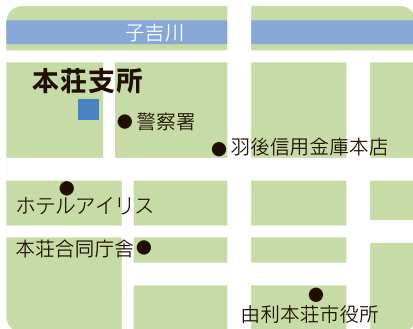 子吉川
本荘支所
警察署
羽後信用金庫本店
ホテルアイリス
本荘合同庁舎
由利本荘市役所